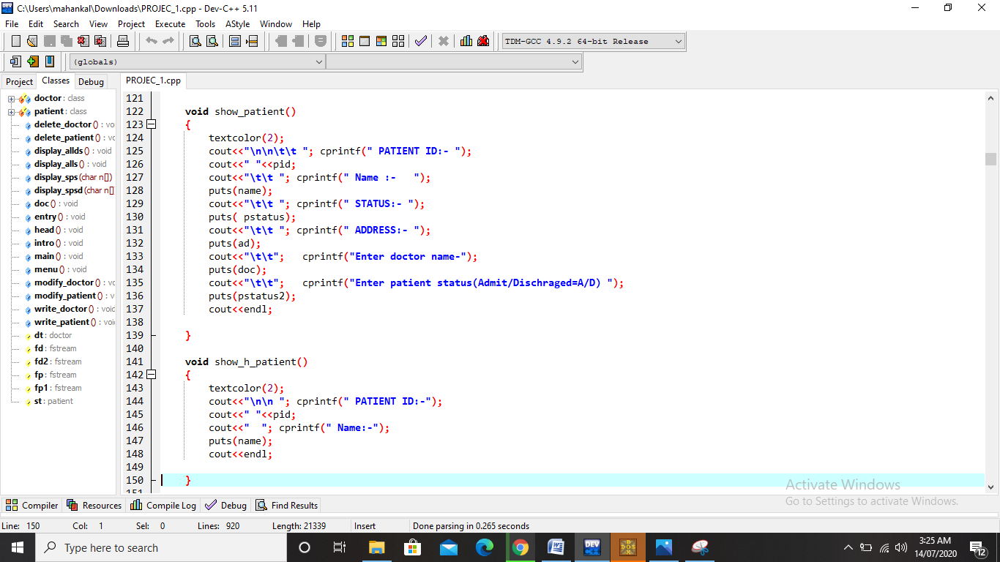 C:\Users\mahankal\Downloads\PROJEC_1.cpp - Dev-C++ 5.11
File Edit Search View Project Execute Tools AStyle Window Help
TDM-GCC 4.9.2 64-bit Release
(globals)
Project Classes Debug
PROJEC_1.cpp
doctor : class
patient : class
delete_doctor () : vo
delete_patient () : vo
display_allds () : void
display_alls () : void
display_sps (char n[])
display_spsd (char n[]
doc () : void
entry () : void
head () : void
intro () : void
main () : void
menu () : void
modify_doctor () : vo
modify_patient () : v
write_doctor () : void
write_patient () : voi
dt : doctor
fd : fstream
fd2 : fstream
fp : fstream
fp1 : fstream
st : patient
121
122 void show_patient()
123 {
124 textcolor(2);
125 cout<<"\n\n\t\t "; cprintf(" PATIENT ID:- ");
126 cout<<" "<<pid;
127 cout<<"\t\t "; cprintf(" Name :-   ");
128 puts(name);
129 cout<<"\t\t "; cprintf(" STATUS:- ");
130 puts( pstatus);
131 cout<<"\t\t "; cprintf(" ADDRESS:- ");
132 puts(ad);
133 cout<<"\t\t";   cprintf("Enter doctor name-");
134 puts(doc);
135 cout<<"\t\t";   cprintf("Enter patient status(Admit/Dischraged=A/D) ");
136 puts(pstatus2);
137 cout<<endl;
138
139 }
140
141 void show_h_patient()
142 {
143 textcolor(2);
144 cout<<"\n\n "; cprintf(" PATIENT ID:-");
145 cout<<" "<<pid;
146 cout<<"  "; cprintf(" Name:-");
147 puts(name);
148 cout<<endl;
149
150 }
151
Activate Windows
Go to Settings to activate Windows.
Compiler Resources Compile Log Debug Find Results
Line: 150 Col: 1 Sel: 0 Lines: 920 Length: 21339 Insert Done parsing in 0.265 seconds
Type here to search
DEV
DOS
3:25 AM
14/07/2020
12